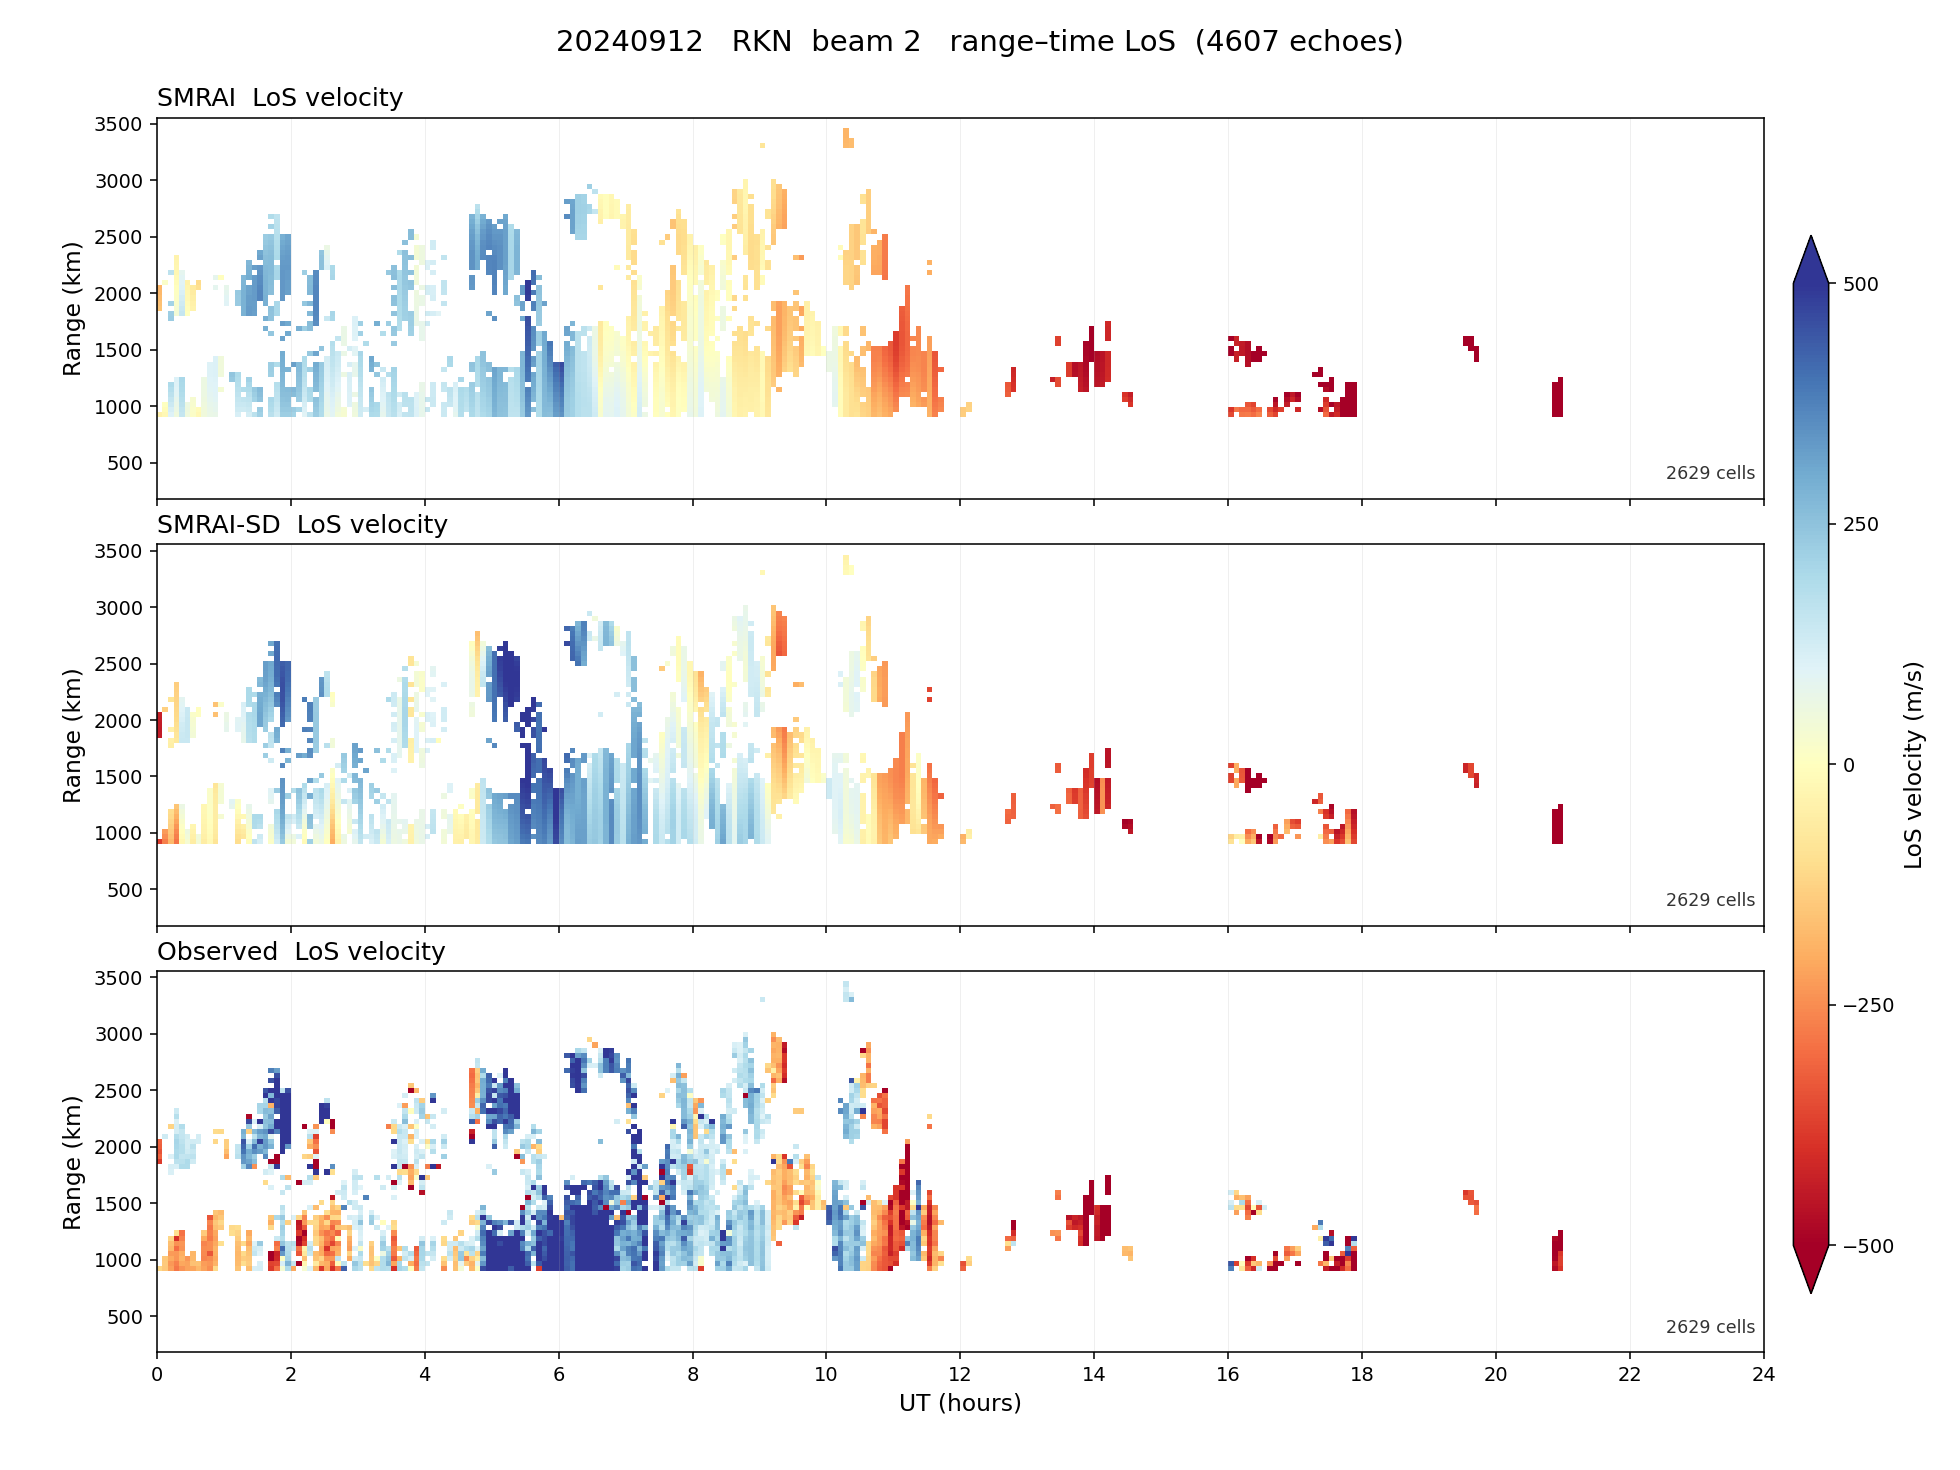 20240912   RKN  beam 2   range–time LoS  (4607 echoes)
SMRAI  LoS velocity
3500
3000
2500
2000
1500
1000
500
Range (km)
2629 cells
SMRAI-SD  LoS velocity
3500
3000
2500
2000
1500
1000
500
Range (km)
2629 cells
Observed  LoS velocity
3500
3000
2500
2000
1500
1000
500
Range (km)
2629 cells
0 2 4 6 8 10 12 14 16 18 20 22 24
UT (hours)
500
250
0
−250
−500
LoS velocity (m/s)